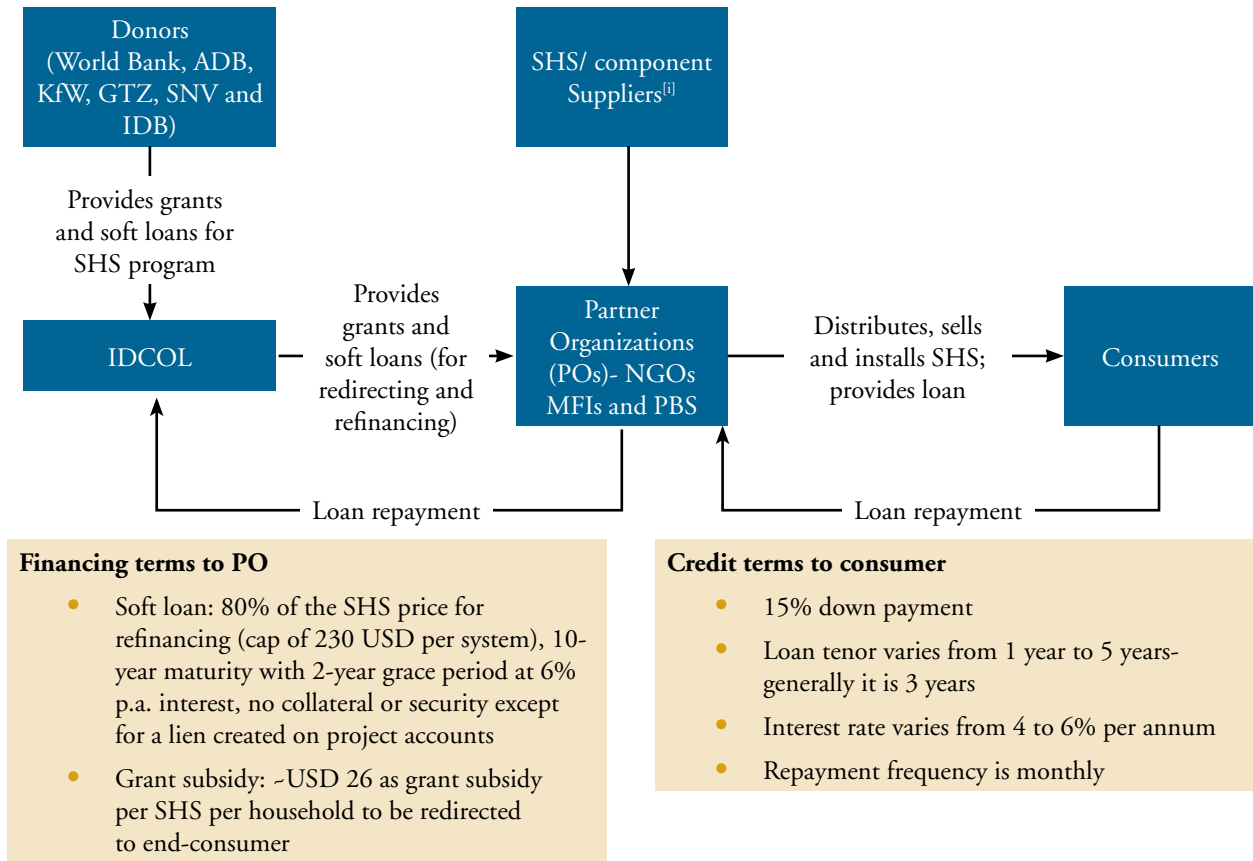 Donors
(World Bank, ADB,
KfW, GTZ, SNV and
IDB)
SHS/ component
Suppliers[i]
Provides grants
and soft loans for
SHS program
IDCOL
Provides
grants and
soft loans (for
redirecting and
refinancing)
Partner
Organizations
(POs)- NGOs
MFIs and PBS
Distributes, sells
and installs SHS;
provides loan
Consumers
Loan repayment
Loan repayment
Financing terms to PO
• Soft loan: 80% of the SHS price for
refinancing (cap of 230 USD per system), 10-
year maturity with 2-year grace period at 6%
p.a. interest, no collateral or security except
for a lien created on project accounts
• Grant subsidy: ~USD 26 as grant subsidy
per SHS per household to be redirected
to end-consumer
Credit terms to consumer
• 15% down payment
• Loan tenor varies from 1 year to 5 years-
generally it is 3 years
• Interest rate varies from 4 to 6% per annum
• Repayment frequency is monthly